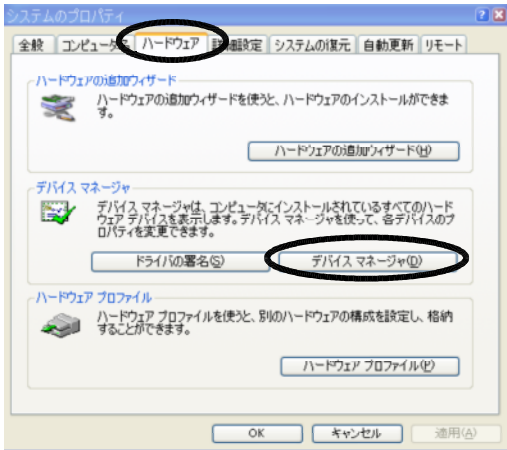 システムのプロパティ
全般 コンピュータ名 ハードウェア 詳細設定 システムの復元 自動更新 リモート
ハードウェアの追加ウィザード
ハードウェアの追加ウィザードを使うと、ハードウェアのインストールができま
す。
ハードウェアの追加ウィザード(H)
デバイス マネージャ
デバイス マネージャは、コンピュータにインストールされているすべてのハード
ウェア デバイスを表示します。デバイス マネージャを使って、各デバイスのプ
ロパティを変更できます。
ドライバの署名(S) デバイス マネージャ(D)
ハードウェア プロファイル
ハードウェア プロファイルを使うと、別のハードウェアの構成を設定し、格納
することができます。
ハードウェア プロファイル(P)
OK キャンセル 適用(A)